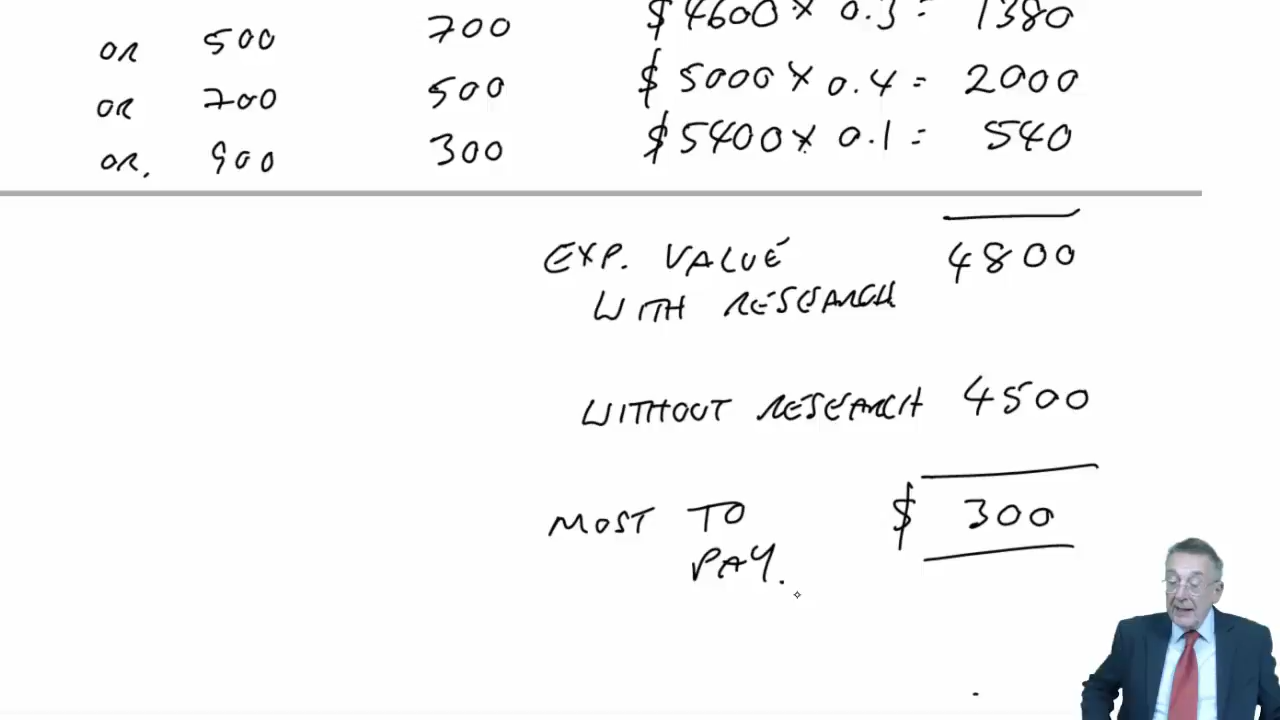 $ 4600 × 0.3 = 1380
OR 500 700
OR 700 500 $ 5000 × 0.4 = 2000
OR. 900 300 $ 5400 × 0.1 = 540
EXP. VALUE 4800
WITH RESEARCH
WITHOUT RESEARCH 4500
MOST TO $ 300
PAY.